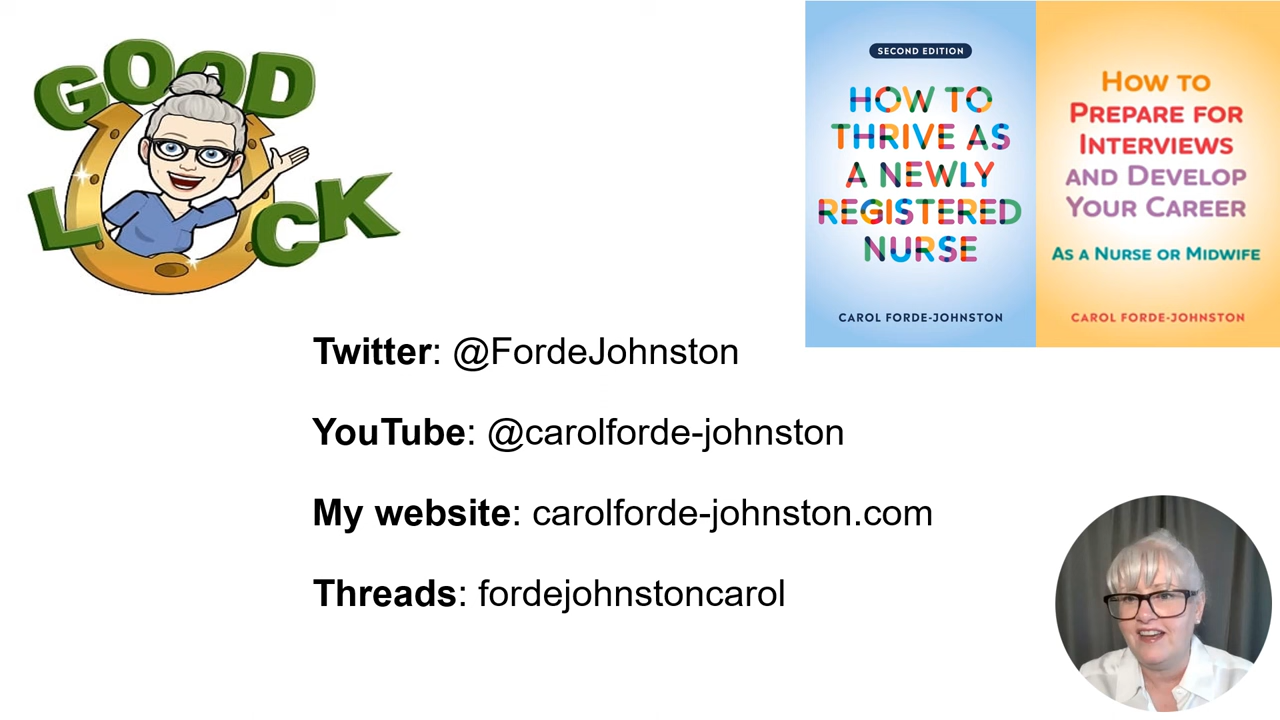 GOOD
LUCK
SECOND EDITION
HOW TO
THRIVE AS
A NEWLY
REGISTERED
NURSE
CAROL FORDE-JOHNSTON
HOW TO
PREPARE FOR
INTERVIEWS
AND DEVELOP
YOUR CAREER
AS A NURSE OR MIDWIFE
CAROL FORDE-JOHNSTON
Twitter: @FordeJohnston
YouTube: @carolforde-johnston
My website: carolforde-johnston.com
Threads: fordejohnstoncarol